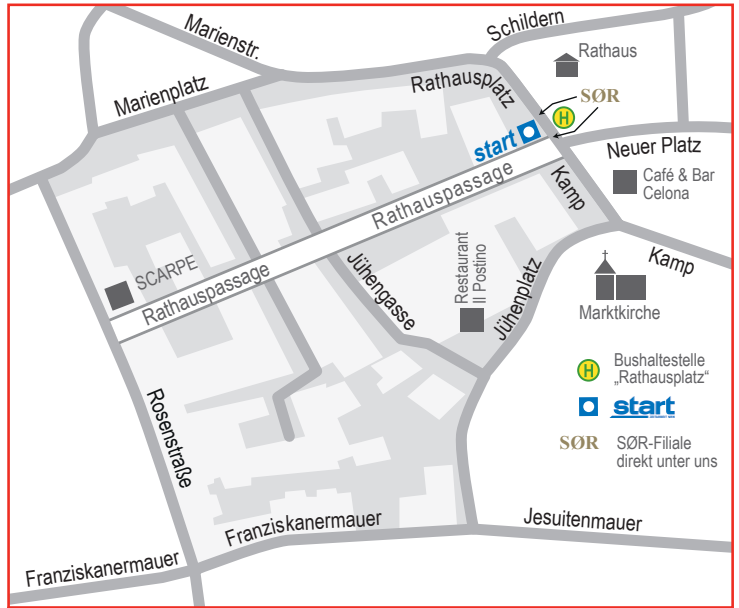 Marienstr.
Schildern
Rathaus
Marienplatz
Rathausplatz
SØR
H
start
Neuer Platz
Café & Bar
Celona
Rathauspassage
Kamp
SCARPE
Rathauspassage
Jühengasse
Restaurant
Il Postino
Jühenplatz
Kamp
Marktkirche
H Bushaltestelle
„Rathausplatz“
start
SØR SØR-Filiale
direkt unter uns
Rosenstraße
Franziskanermauer
Jesuitenmauer
Franziskanermauer